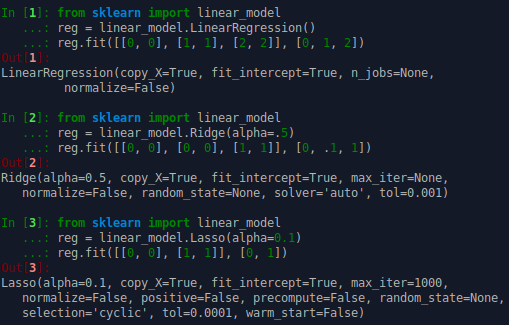 In [1]: from sklearn import linear_model
   ...: reg = linear_model.LinearRegression()
   ...: reg.fit([[0, 0], [1, 1], [2, 2]], [0, 1, 2])
Out[1]:
LinearRegression(copy_X=True, fit_intercept=True, n_jobs=None,
         normalize=False)
In [2]: from sklearn import linear_model
   ...: reg = linear_model.Ridge(alpha=.5)
   ...: reg.fit([[0, 0], [0, 0], [1, 1]], [0, .1, 1])
Out[2]:
Ridge(alpha=0.5, copy_X=True, fit_intercept=True, max_iter=None,
   normalize=False, random_state=None, solver='auto', tol=0.001)
In [3]: from sklearn import linear_model
   ...: reg = linear_model.Lasso(alpha=0.1)
   ...: reg.fit([[0, 0], [1, 1]], [0, 1])
Out[3]:
Lasso(alpha=0.1, copy_X=True, fit_intercept=True, max_iter=1000,
   normalize=False, positive=False, precompute=False, random_state=None,
   selection='cyclic', tol=0.0001, warm_start=False)